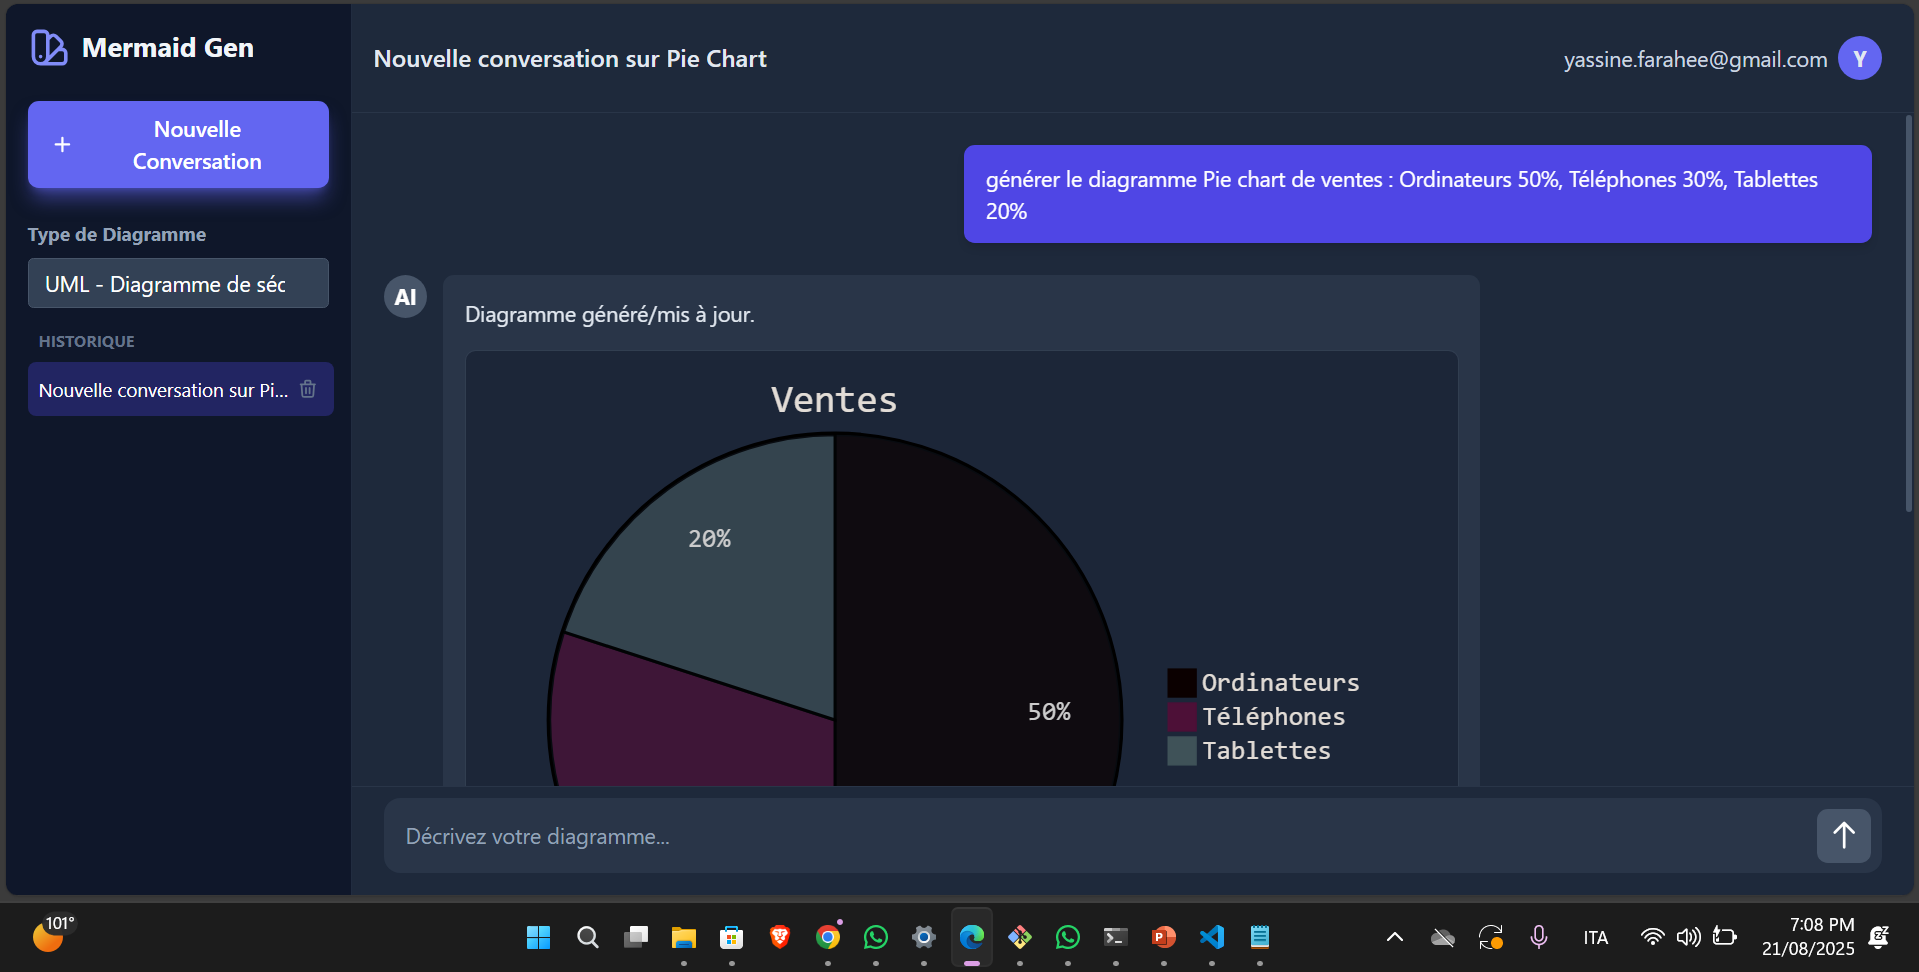 Mermaid Gen
Nouvelle conversation sur Pie Chart
yassine.farahee@gmail.com
Y
+
Nouvelle
Conversation
générer le diagramme Pie chart de ventes : Ordinateurs 50%, Téléphones 30%, Tablettes
20%
Type de Diagramme
UML - Diagramme de séc
HISTORIQUE
Nouvelle conversation sur Pi...
AI
Diagramme généré/mis à jour.
Ventes
20%
50%
Ordinateurs
Téléphones
Tablettes
Décrivez votre diagramme...
101°
ITA
7:08 PM
21/08/2025